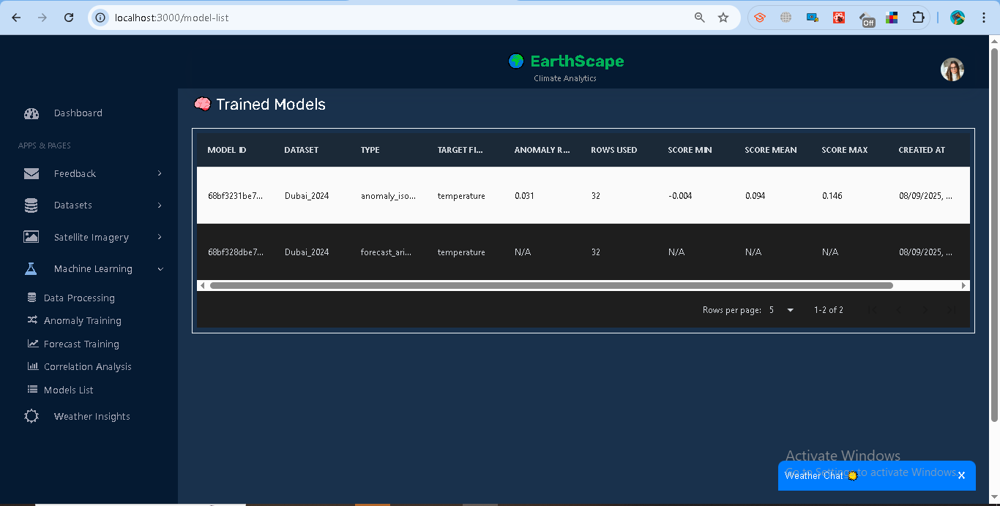 localhost:3000/model-list
Off
EarthScape
Climate Analytics
Dashboard
APPS & PAGES
Feedback
Datasets
Satellite Imagery
Machine Learning
Data Processing
Anomaly Training
Forecast Training
Correlation Analysis
Models List
Weather Insights
Trained Models
MODEL ID DATASET TYPE TARGET FI... ANOMALY R... ROWS USED SCORE MIN SCORE MEAN SCORE MAX CREATED AT
68bf3231be7... Dubai_2024 anomaly_iso... temperature 0.031 32 -0.004 0.094 0.146 08/09/2025, ...
68bf328dbe7... Dubai_2024 forecast_ari... temperature N/A 32 N/A N/A N/A 08/09/2025, ...
Rows per page: 5 1-2 of 2
Activate Windows
Go to Settings to activate Windows.
Weather Chat